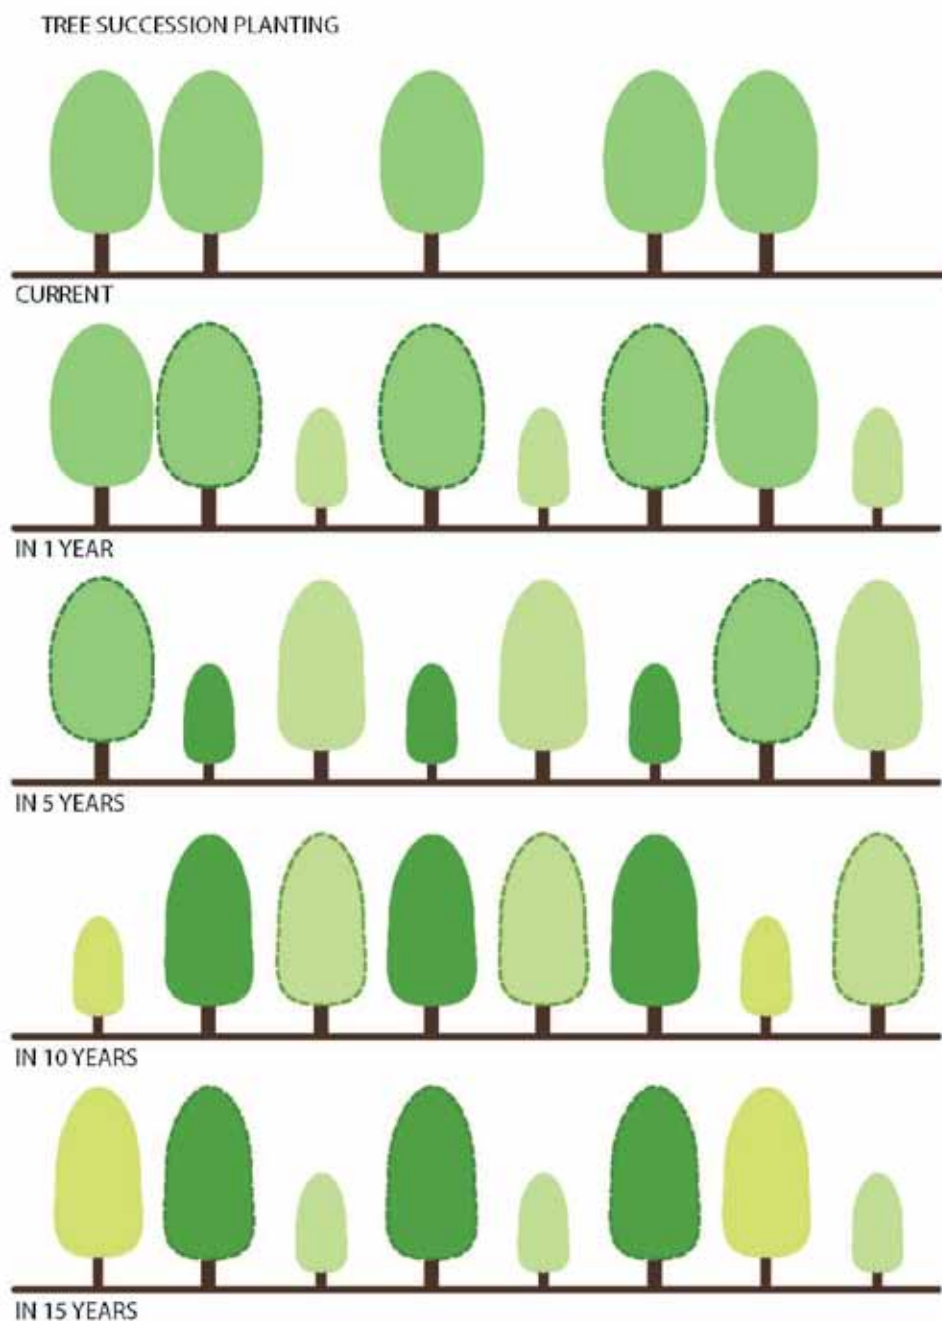 TREE SUCCESSION PLANTING
CURRENT
IN 1 YEAR
IN 5 YEARS
IN 10 YEARS
IN 15 YEARS